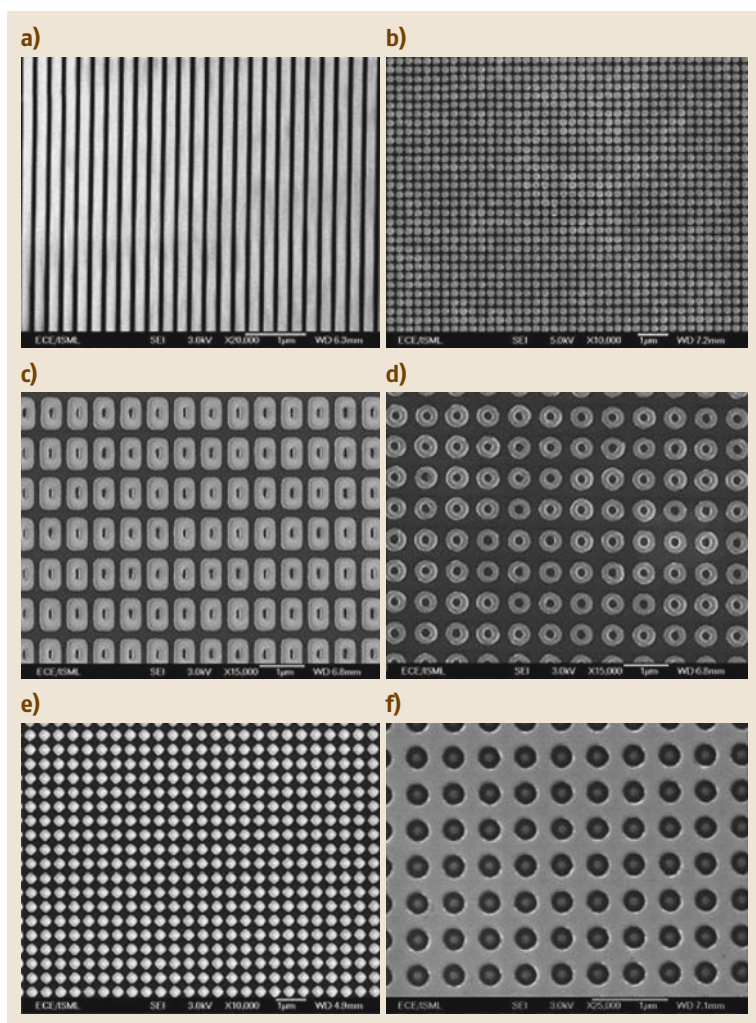 a)
b)
ECE/ISML SEI 3.0kV X20,000 1μm WD 6.3mm
ECE/ISML SEI 5.0kV X10,000 1μm WD 7.2mm
c)
d)
ECE/ISML SEI 3.0kV X15,000 1μm WD 6.8mm
ECE/ISML SEI 3.0kV X15,000 1μm WD 6.8mm
e)
f)
ECE/ISML SEI 3.0kV X10,000 1μm WD 4.9mm
ECE/ISML SEI 3.0kV X25,000 1μm WD 7.1mm